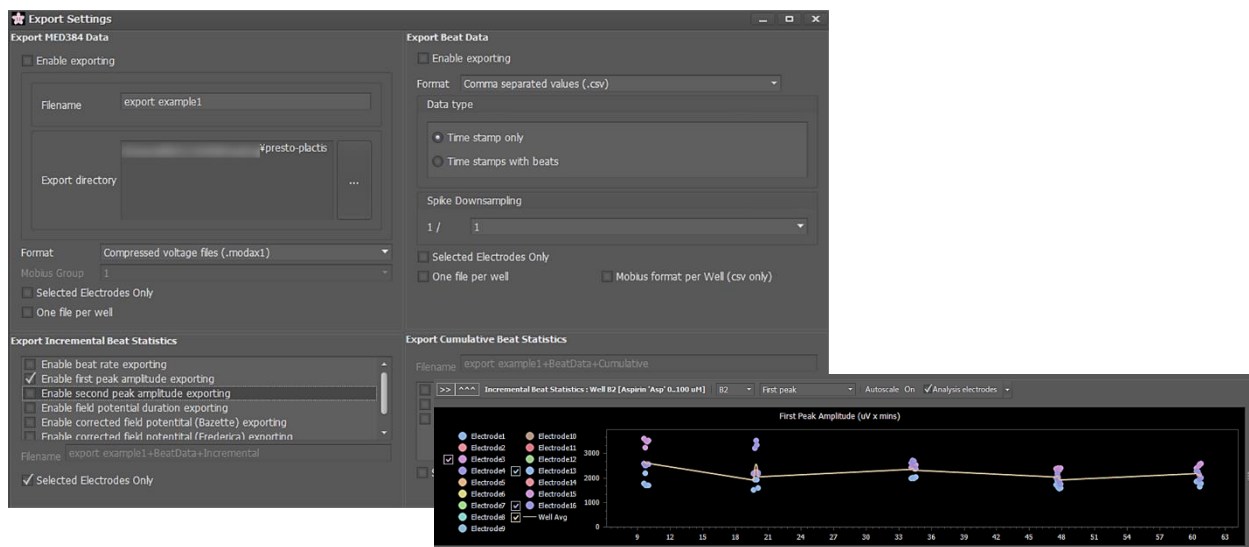 Export Settings
Export MED384 Data
Enable exporting
Filename export example1
Export directory ¥presto-plactis ...
Format Compressed voltage files (.modax1)
Mobius Group 1
Selected Electrodes Only
One file per well
Export Beat Data
Enable exporting
Format Comma separated values (.csv)
Data type
Time stamp only
Time stamps with beats
Spike Downsampling
1 / 1
Selected Electrodes Only
One file per well Mobius format per Well (csv only)
Export Incremental Beat Statistics
Enable beat rate exporting
Enable first peak amplitude exporting
Enable second peak amplitude exporting
Enable field potential duration exporting
Enable corrected field potentital (Bazette) exporting
Enable corrected field potentital (Frederica) exporting
Filename export example1+BeatData+Incremental
Selected Electrodes Only
Export Cumulative Beat Statistics
Filename export example1+BeatData+Cumulative
>> ^^^ Incremental Beat Statistics : Well B2 [Aspirin 'Asp' 0..100 uM] B2 First peak Autoscale On Analysis electrodes
First Peak Amplitude (uV x mins)
Electrode1 Electrode10
Electrode2 Electrode11
Electrode3 Electrode12
Electrode4 Electrode13
Electrode5 Electrode14
Electrode6 Electrode15
Electrode7 Electrode16
Electrode8 Well Avg
Electrode9
3000
2000
1000
0
9 12 15 18 21 24 27 30 33 36 39 42 45 48 51 54 57 60 63